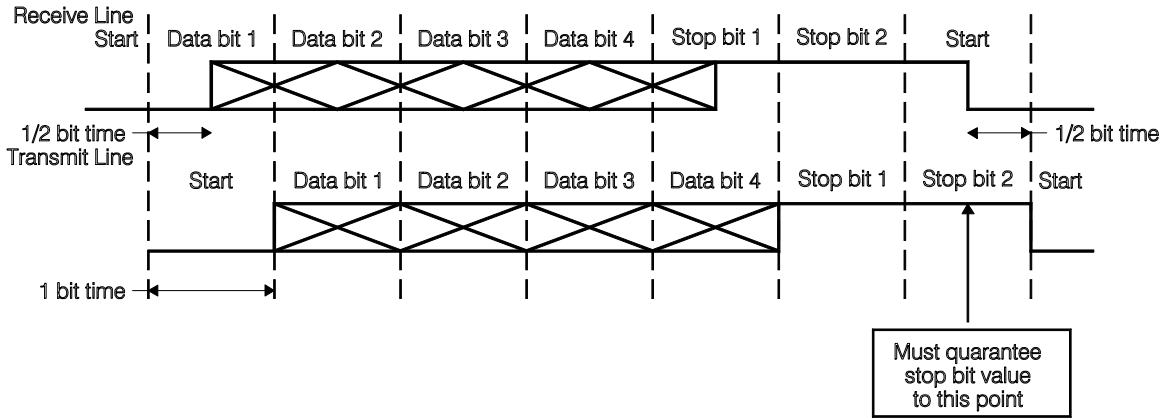 Receive Line
Start Data bit 1 Data bit 2 Data bit 3 Data bit 4 Stop bit 1 Stop bit 2 Start
1/2 bit time 1/2 bit time
Transmit Line
Start Data bit 1 Data bit 2 Data bit 3 Data bit 4 Stop bit 1 Stop bit 2 Start
1 bit time
Must quarantee
stop bit value
to this point